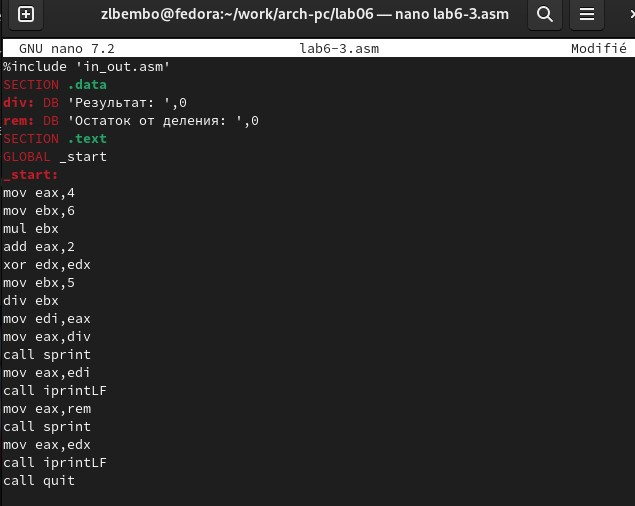 zlbembo@fedora:~/work/arch-pc/lab06 — nano lab6-3.asm
GNU nano 7.2 lab6-3.asm Modifié
%include 'in_out.asm'
SECTION .data
div: DB 'Результат: ',0
rem: DB 'Остаток от деления: ',0
SECTION .text
GLOBAL _start
_start:
mov eax,4
mov ebx,6
mul ebx
add eax,2
xor edx,edx
mov ebx,5
div ebx
mov edi,eax
mov eax,div
call sprint
mov eax,edi
call iprintLF
mov eax,rem
call sprint
mov eax,edx
call iprintLF
call quit